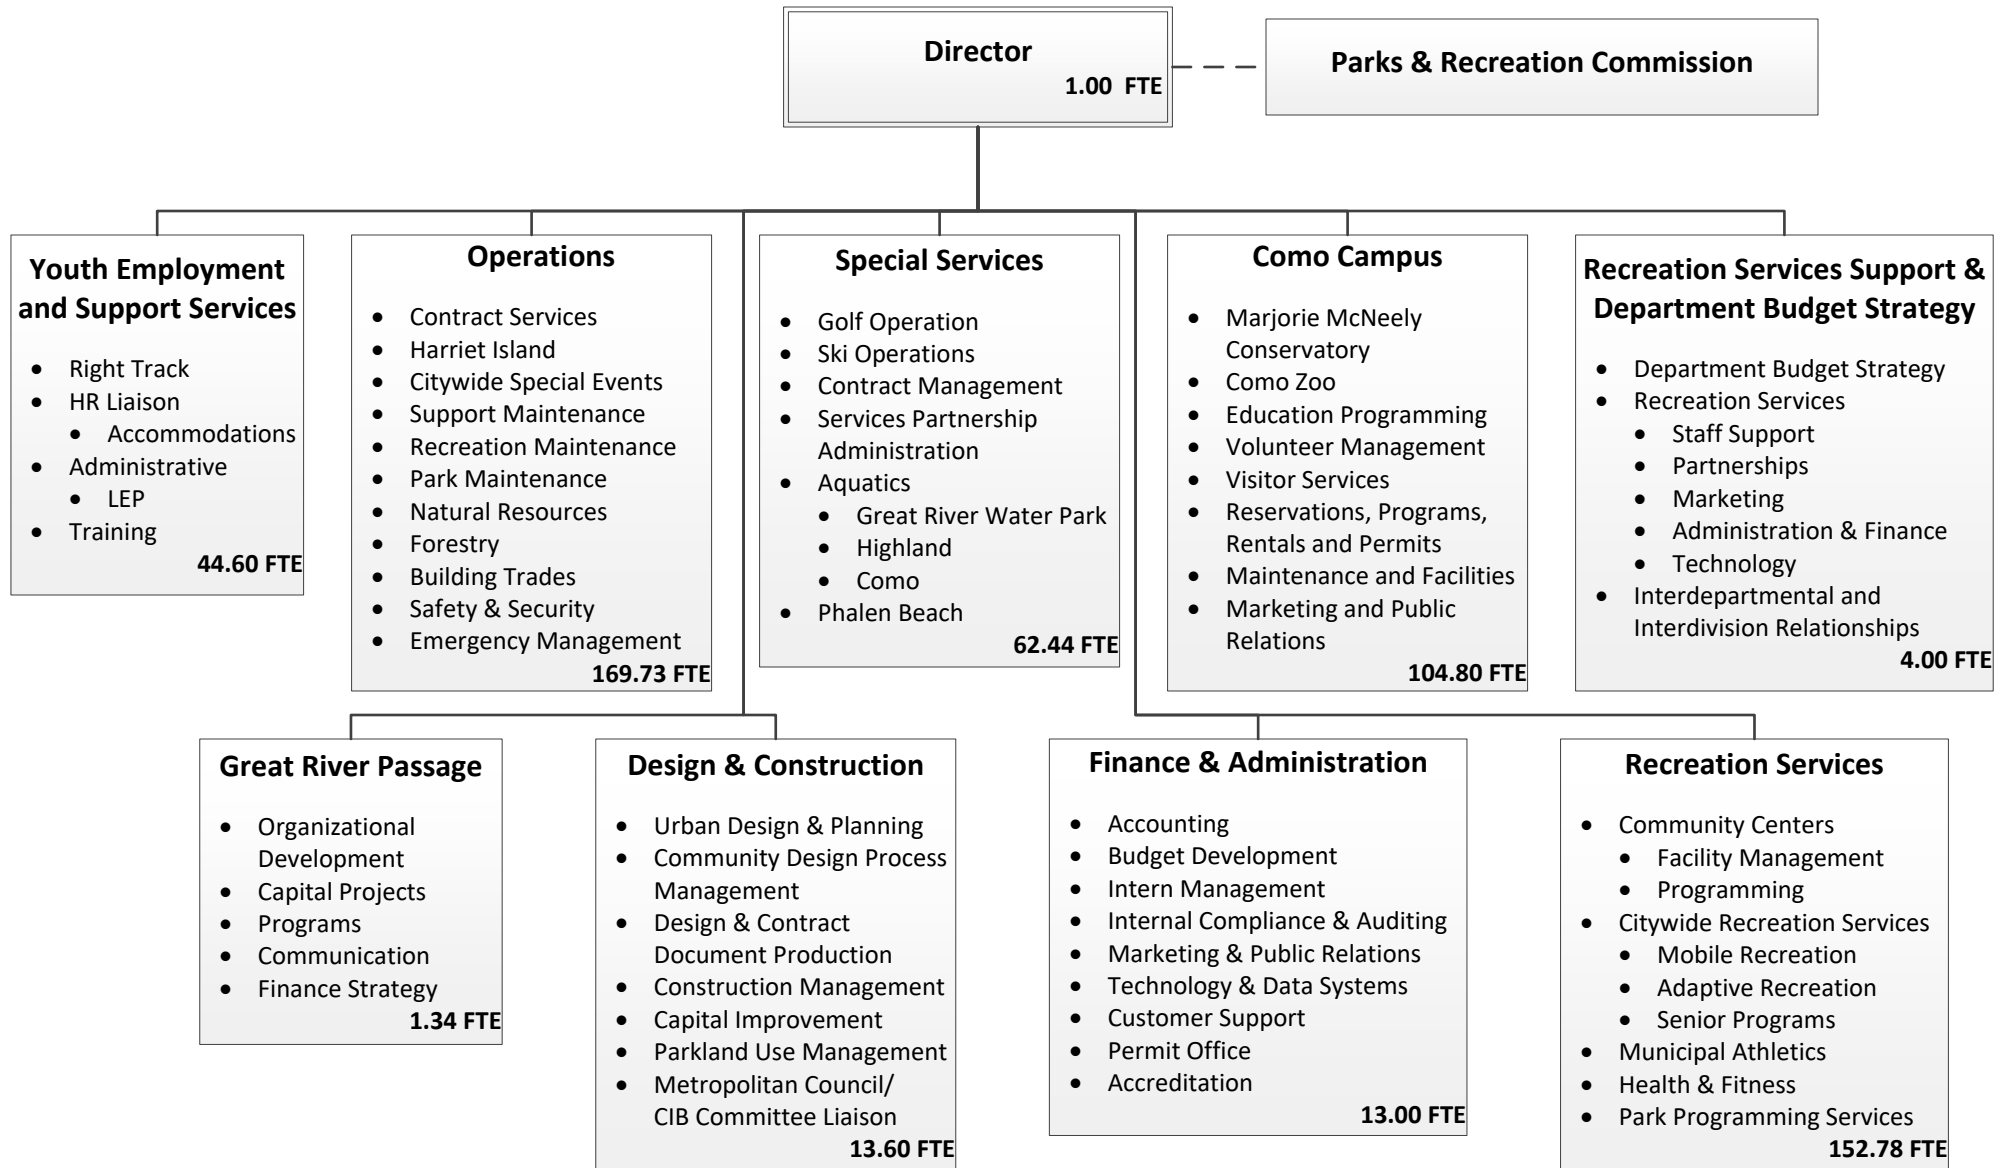 Director
1.00 FTE
Parks & Recreation Commission
Youth Employment
and Support Services
• Right Track
• HR Liaison
• Accommodations
• Administrative
• LEP
• Training
44.60 FTE
Operations
• Contract Services
• Harriet Island
• Citywide Special Events
• Support Maintenance
• Recreation Maintenance
• Park Maintenance
• Natural Resources
• Forestry
• Building Trades
• Safety & Security
• Emergency Management
169.73 FTE
Special Services
• Golf Operation
• Ski Operations
• Contract Management
• Services Partnership
Administration
• Aquatics
• Great River Water Park
• Highland
• Como
• Phalen Beach
62.44 FTE
Como Campus
• Marjorie McNeely
Conservatory
• Como Zoo
• Education Programming
• Volunteer Management
• Visitor Services
• Reservations, Programs,
Rentals and Permits
• Maintenance and Facilities
• Marketing and Public
Relations
104.80 FTE
Recreation Services Support &
Department Budget Strategy
• Department Budget Strategy
• Recreation Services
• Staff Support
• Partnerships
• Marketing
• Administration & Finance
• Technology
• Interdepartmental and
Interdivision Relationships
4.00 FTE
Great River Passage
• Organizational
Development
• Capital Projects
• Programs
• Communication
• Finance Strategy
1.34 FTE
Design & Construction
• Urban Design & Planning
• Community Design Process
Management
• Design & Contract
Document Production
• Construction Management
• Capital Improvement
• Parkland Use Management
• Metropolitan Council/
CIB Committee Liaison
13.60 FTE
Finance & Administration
• Accounting
• Budget Development
• Intern Management
• Internal Compliance & Auditing
• Marketing & Public Relations
• Technology & Data Systems
• Customer Support
• Permit Office
• Accreditation
13.00 FTE
Recreation Services
• Community Centers
• Facility Management
• Programming
• Citywide Recreation Services
• Mobile Recreation
• Adaptive Recreation
• Senior Programs
• Municipal Athletics
• Health & Fitness
• Park Programming Services
152.78 FTE